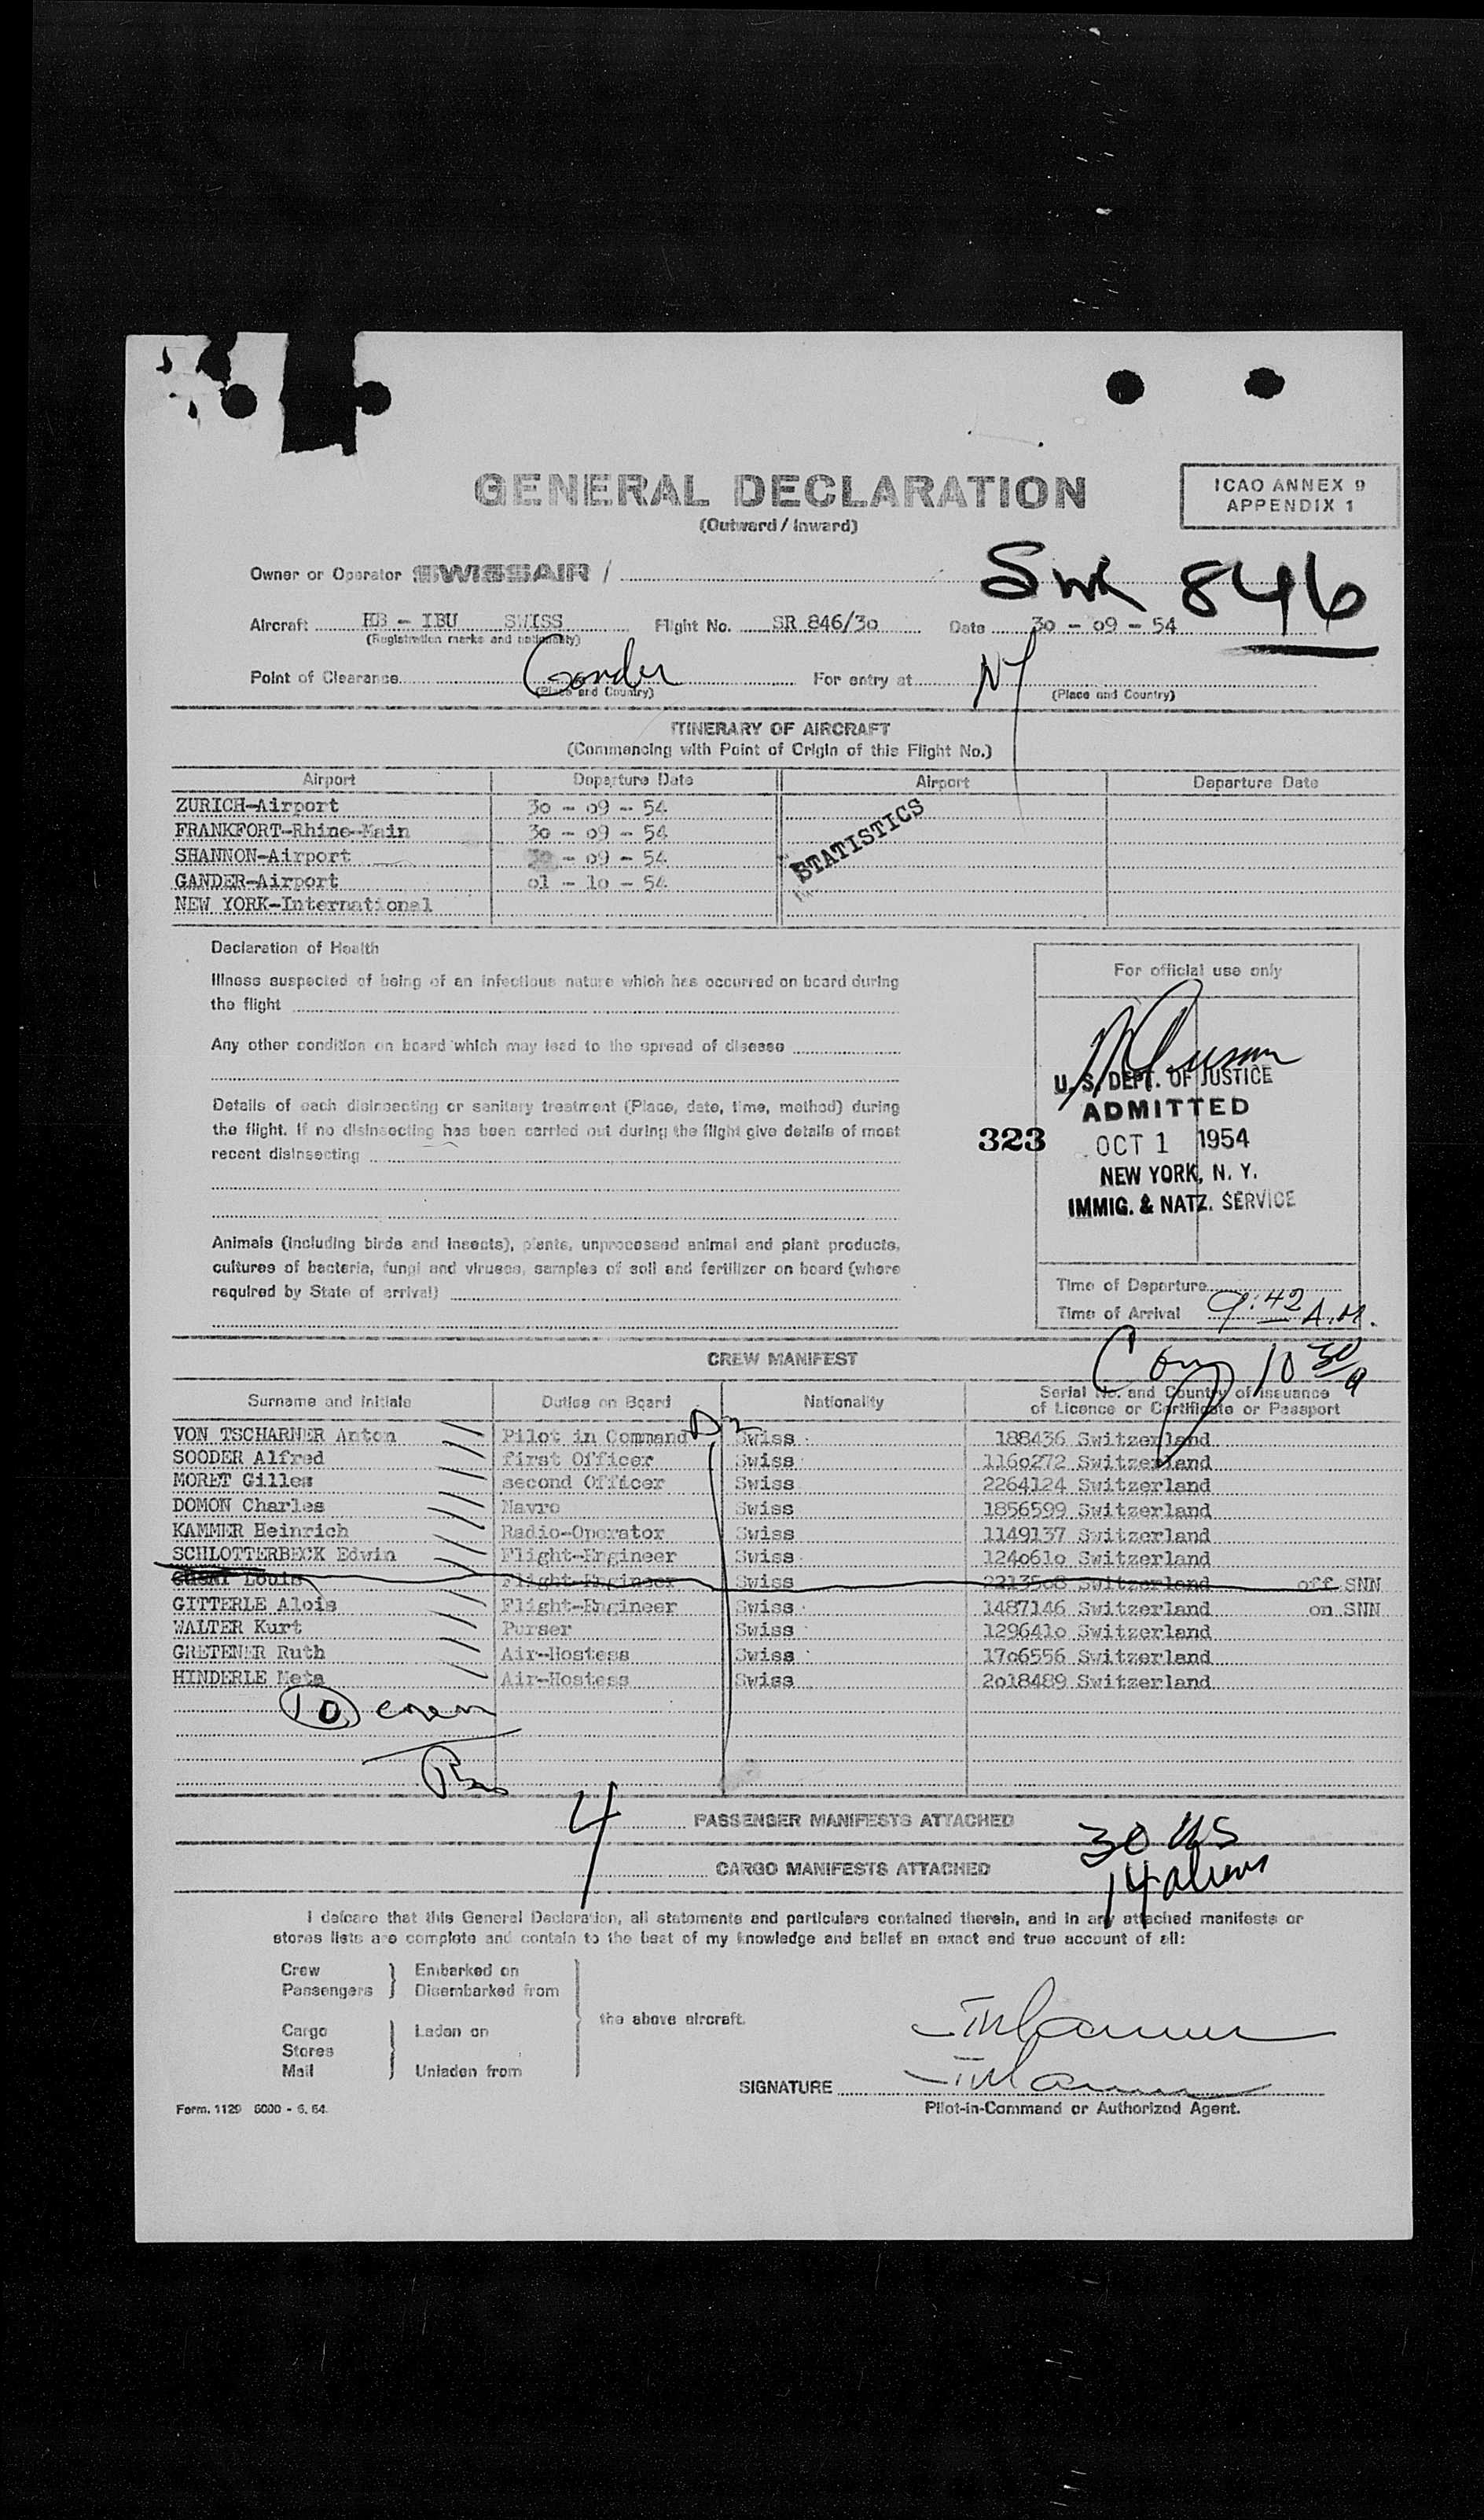 GENERAL DECLARATION
(Outward / Inward)
ICAO ANNEX 9
APPENDIX 1
Owner or Operator SWISSAIR /
Swr 846
Aircraft HB - IBU SWISS Flight No. SR 846/3o Date 3o - o9 - 54
(Registration marks and nationality)
Point of Clearance Gander For entry at NY
(Place and Country) (Place and Country)
ITINERARY OF AIRCRAFT
(Commencing with Point of Origin of this Flight No.)
Airport Departure Date Airport Departure Date
ZURICH-Airport 3o - o9 - 54
FRANKFORT-Rhine-Main 3o - o9 - 54
SHANNON-Airport 3o - o9 - 54
GANDER-Airport o1 - 1o - 54
NEW YORK-International
STATISTICS
Declaration of Health
Illness suspected of being of an infectious nature which has occurred on board during
the flight
Any other condition on board which may lead to the spread of disease
Details of each disinsecting or sanitary treatment (Place, date, time, method) during
the flight. If no disinsecting has been carried out during the flight give details of most
recent disinsecting
Animals (including birds and insects), plants, unprocessed animal and plant products,
cultures of bacteria, fungi and viruses, samples of soil and fertilizer on board (where
required by State of arrival)
For official use only
U. S. DEPT. OF JUSTICE
ADMITTED
323
OCT 1 1954
NEW YORK, N. Y.
IMMIG. & NATZ. SERVICE
Time of Departure
Time of Arrival 9:42 A.M.
CREW MANIFEST
10 30/a
Surname and initials Duties on Board Nationality Serial No. and Country of issuance
of Licence or Certificate or Passport
VON TSCHARNER Anton Pilot in Command Swiss 188436 Switzerland
SOODER Alfred first Officer Swiss 116o272 Switzerland
MORET Gilles second Officer Swiss 2264124 Switzerland
DOMON Charles Navro Swiss 1856599 Switzerland
KAMMER Heinrich Radio-Operator Swiss 1149137 Switzerland
SCHLOTTERBECK Edwin Flight-Engineer Swiss 124o61o Switzerland
Louis Flight-Engineer Swiss Switzerland off SNN
GITTERLE Alois Flight-Engineer Swiss 1487146 Switzerland on SNN
WALTER Kurt Purser Swiss 129641o Switzerland
GRETENER Ruth Air-Hostess Swiss 17o6556 Switzerland
HINDERLE Meta Air-Hostess Swiss 2o18489 Switzerland
10 crew
4 PASSENGER MANIFESTS ATTACHED
30 US
CARGO MANIFESTS ATTACHED
14 aliens
I delcare that this General Declaration, all statements and particulars contained therein, and in any attached manifests or
stores lists are complete and contain to the best of my knowledge and belief an exact and true account of all:
Crew Embarked on
Passengers Disembarked from
the above aircraft.
Cargo Laden on
Stores
Mail Unladen from
SIGNATURE
Pilot-in-Command or Authorized Agent.
Form. 1129 6000 - 6. 54.